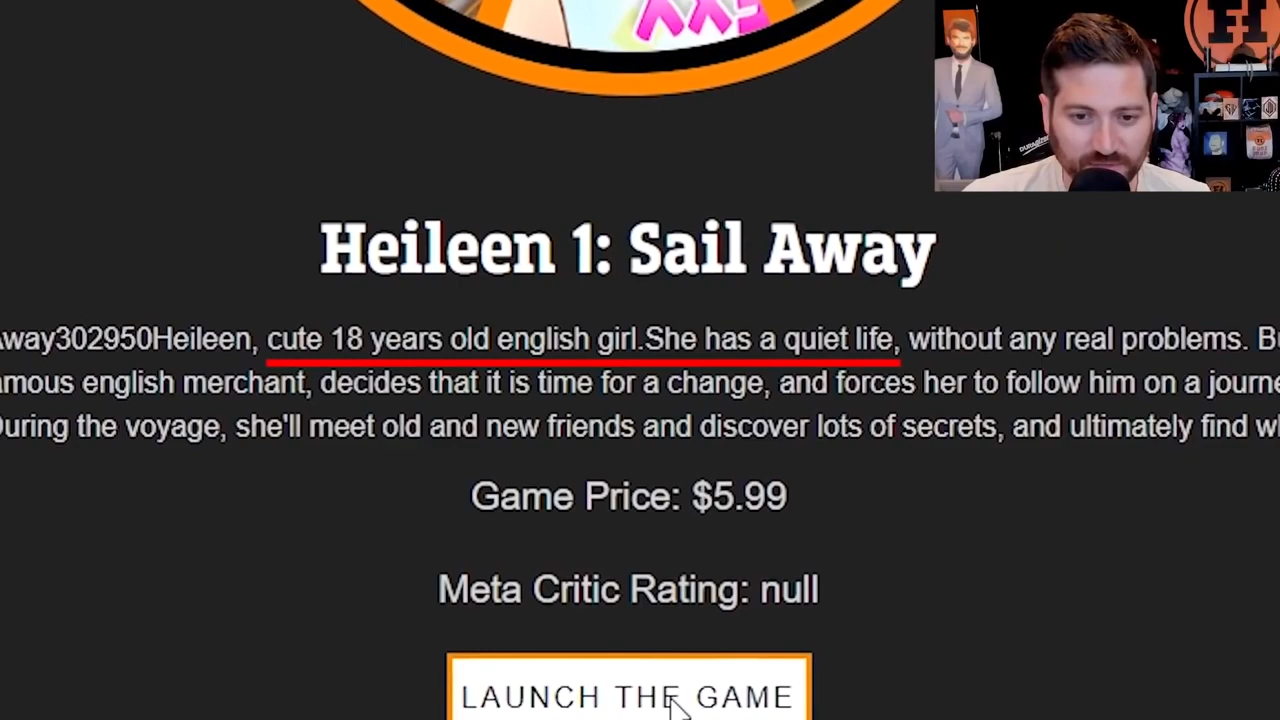 Heileen 1: Sail Away
Away302950Heileen, cute 18 years old english girl.She has a quiet life, without any real problems.
english merchant, decides that it is time for a change, and forces her to follow him on a
During the voyage, she'll meet old and new friends and discover lots of secrets, and ultimately find
Game Price: $5.99
Meta Critic Rating: null
LAUNCH THE GAME